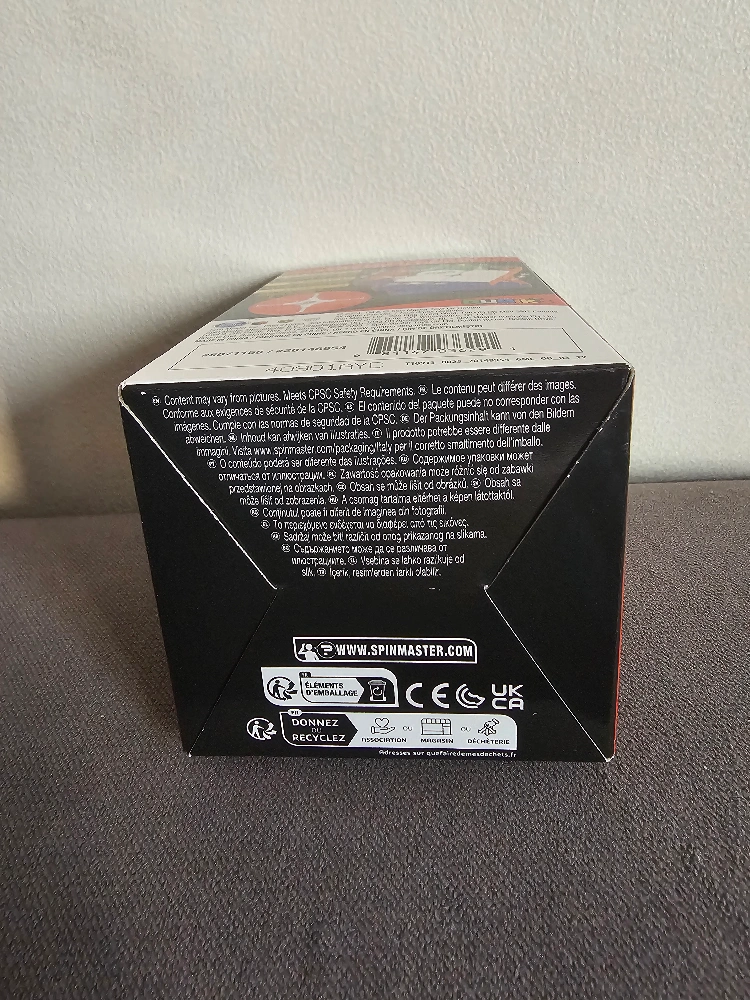 Content may vary from pictures. Meets CPSC Safety Requirements. Le contenu peut différer des images.
Conforme aux exigences de sécurité de la CPSC. El contenido del paquete puede no corresponder con las
imágenes. Cumple con las normas de seguridad de la CPSC. Der Packungsinhalt kann von den Bildern
abweichen. Inhoud kan afwijken van illustraties. Il prodotto potrebbe essere differente dalle
immagini. Visita www.spinmaster.com/packaging/italy per il corretto smaltimento dell'imballo.
O conteúdo poderá ser diferente das ilustrações. Содержимое упаковки может
отличаться от иллюстрации. Zawartość opakowania może różnić się od zabawki
przedstawionej na obrazkach. Obsah se může lišit od obrázků. Obsah sa
môže líšiť od zobrazenia. A csomag tartalma eltérhet a képen látottaktól.
Conținutul poate fi diferit de imaginea din fotografii.
Το περιεχόμενο ενδέχεται να διαφέρει από τις εικόνες.
Sadržaj može biti različit od onog prikazanog na slikama.
Съдържанието може да се различава от
илюстрациите. Vsebina se lahko razlikuje od
slik. İçerik, resimlerden farklı olabilir.
WWW.SPINMASTER.COM
FR
ÉLÉMENTS
D'EMBALLAGE
CE
UK
CA
FR
DONNEZ
OU
RECYCLEZ
ASSOCIATION
OU
MAGASIN
OU
DÉCHÈTERIE
Adresses sur quefairedemesdechets.fr